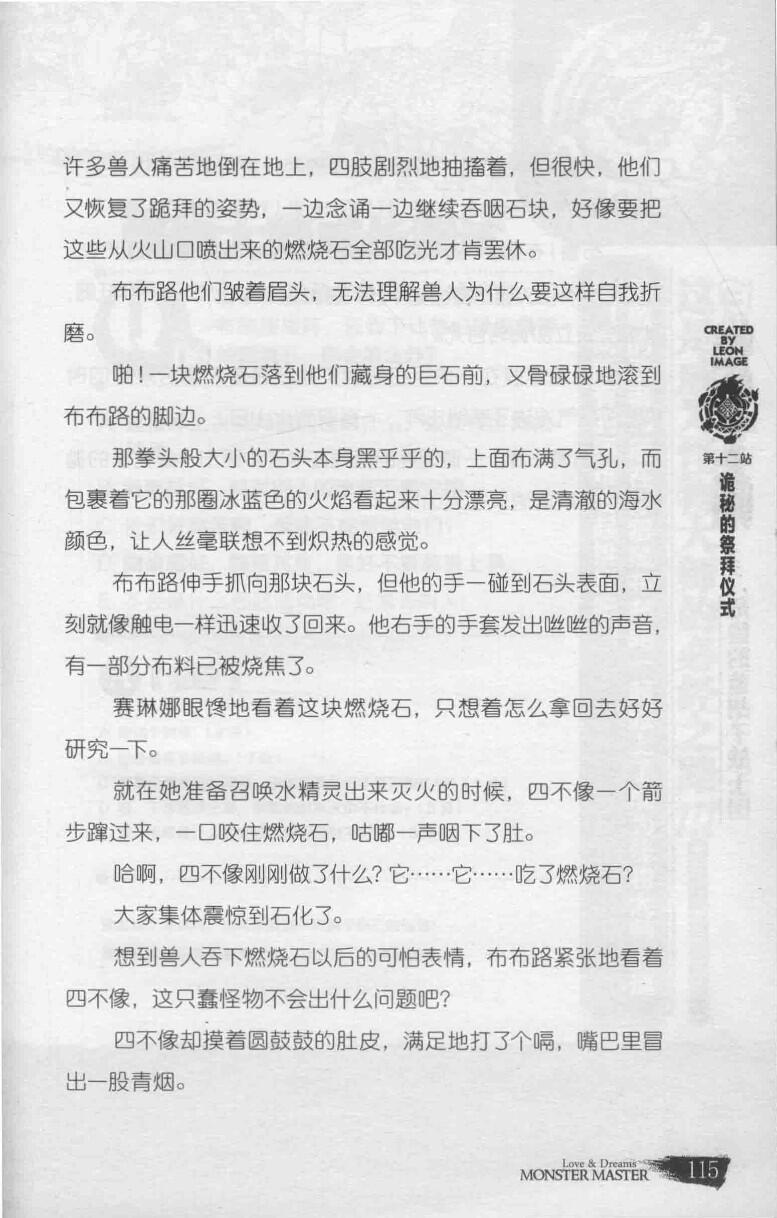 许多兽人痛苦地倒在地上，四肢剧烈地抽搐着，但很快，他们
又恢复了跪拜的姿势，一边念诵一边继续吞咽石块，好像要把
这些从火山口喷出来的燃烧石全部吃光才肯罢休。
布布路他们皱着眉头，无法理解兽人为什么要这样自我折
磨。
啪！一块燃烧石落到他们藏身的巨石前，又骨碌碌地滚到
布布路的脚边。
那拳头般大小的石头本身黑乎乎的，上面布满了气孔，而
包裹着它的那圈冰蓝色的火焰看起来十分漂亮，是清澈的海水
颜色，让人丝毫联想不到炽热的感觉。
布布路伸手抓向那块石头，但他的手一碰到石头表面，立
刻就像触电一样迅速收了回来。他右手的手套发出咝咝的声音，
有一部分布料已被烧焦了。
赛琳娜眼馋地看着这块燃烧石，只想着怎么拿回去好好
研究一下。
就在她准备召唤水精灵出来灭火的时候，四不像一个箭
步蹿过来，一口咬住燃烧石，咕嘟一声咽下了肚。
哈啊，四不像刚刚做了什么？它……它……吃了燃烧石？
大家集体震惊到石化了。
想到兽人吞下燃烧石以后的可怕表情，布布路紧张地看着
四不像，这只蠢怪物不会出什么问题吧？
四不像却摸着圆鼓鼓的肚皮，满足地打了个嗝，嘴巴里冒
出一股青烟。
CREATED
BY
LEON
IMAGE
第十二站
诡秘的祭拜仪式
Love & Dreams
MONSTER MASTER
115